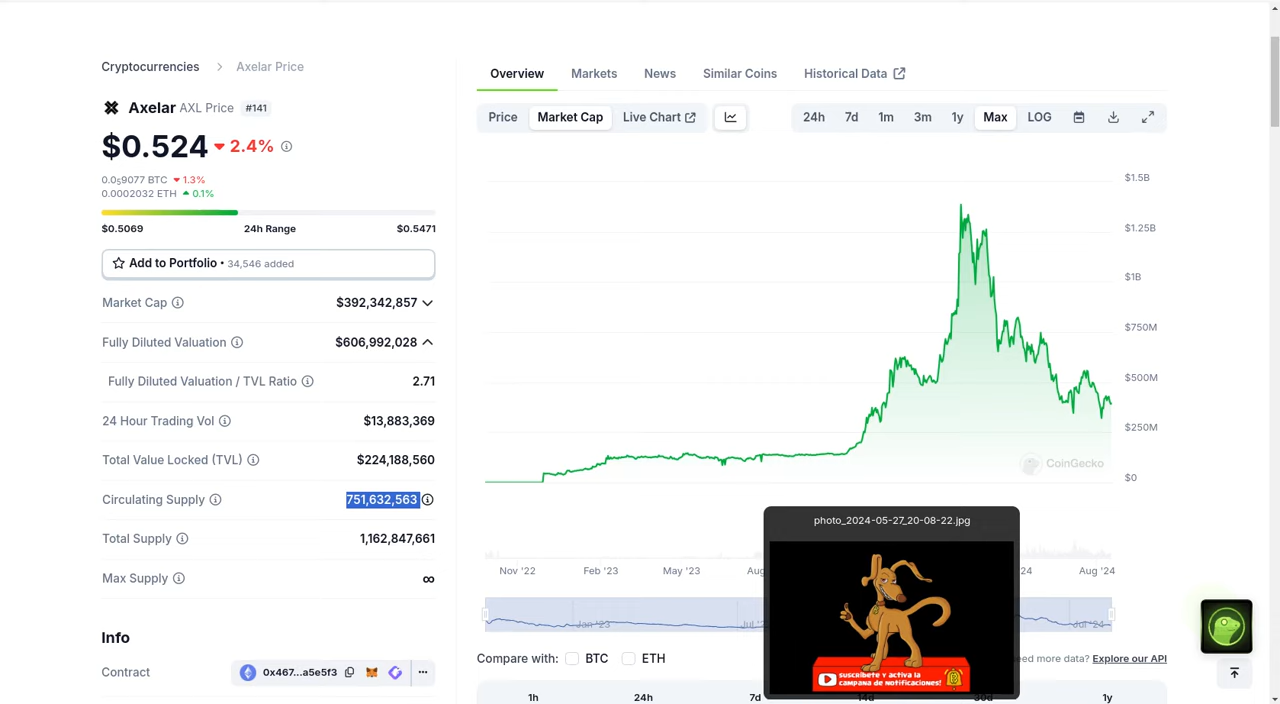 Cryptocurrencies > Axelar Price
Axelar AXL Price #141
$0.524 2.4%
0.0₅9077 BTC 1.3%
0.0002032 ETH 0.1%
$0.5069 24h Range $0.5471
Add to Portfolio • 34,546 added
Market Cap $392,342,857
Fully Diluted Valuation $606,992,028
Fully Diluted Valuation / TVL Ratio 2.71
24 Hour Trading Vol $13,883,369
Total Value Locked (TVL) $224,188,560
Circulating Supply 751,632,563
Total Supply 1,162,847,661
Max Supply ∞
Info
Contract 0x467...a5e5f3
Overview Markets News Similar Coins Historical Data
Price Market Cap Live Chart 24h 7d 1m 3m 1y Max LOG
$1.5B
$1.25B
$1B
$750M
$500M
$250M
$0
CoinGecko
Nov '22 Feb '23 May '23 Aug 24 Aug '24
Jan '23 Jul '24
photo_2024-05-27_20-08-22.jpg
suscribete y activa la
campana de notificaciones!
Compare with: BTC ETH
eed more data? Explore our API
1h 24h 7d 14d 30d 1y